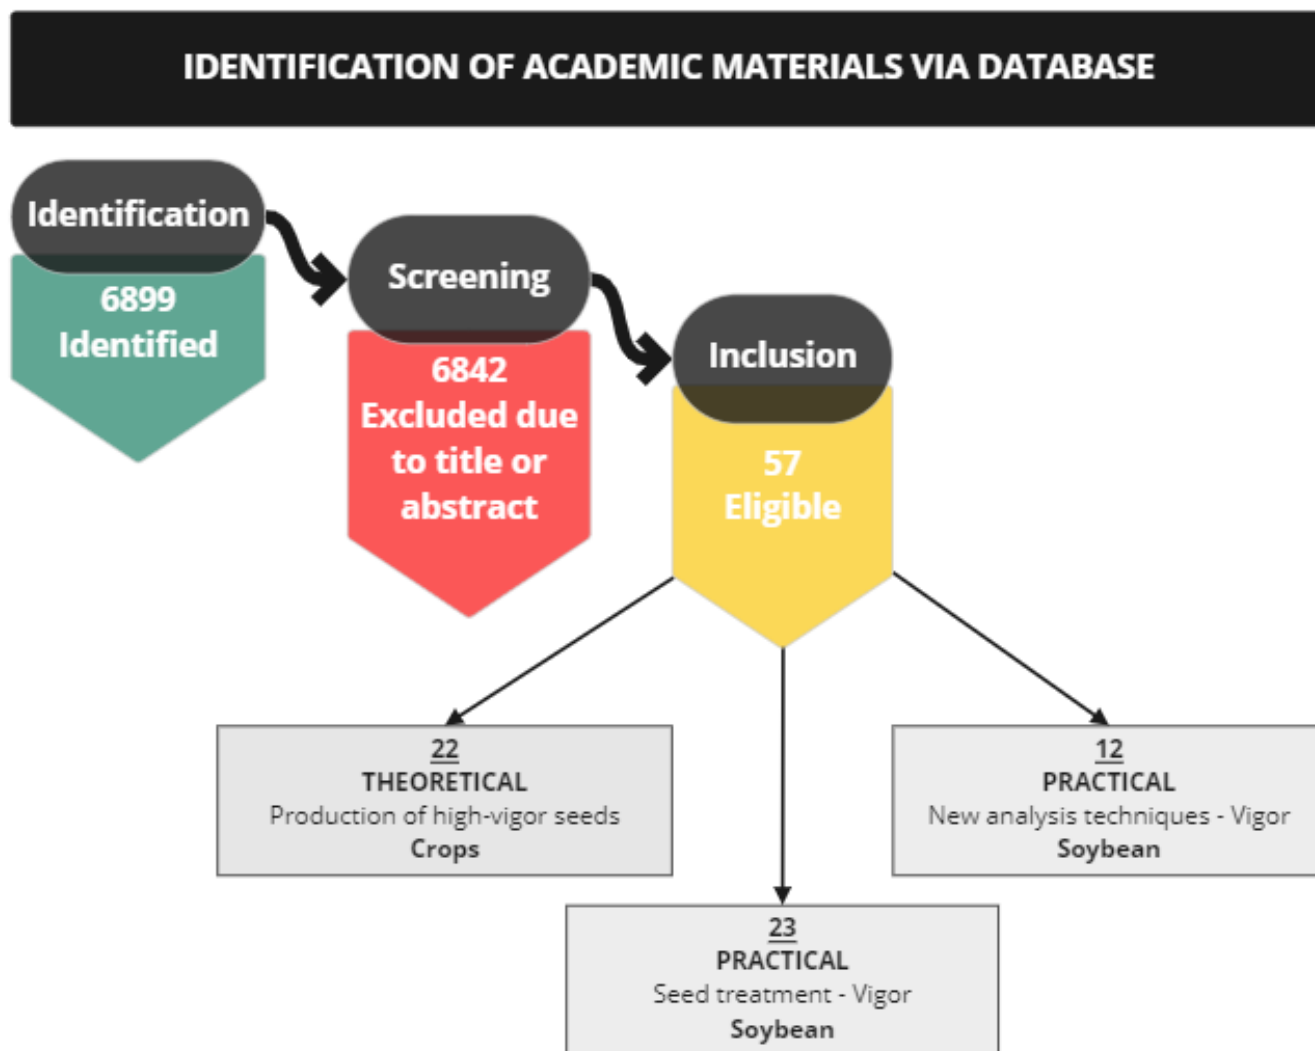 IDENTIFICATION OF ACADEMIC MATERIALS VIA DATABASE
Identification
6899
Identified
Screening
6842
Excluded due
to title or
abstract
Inclusion
57
Eligible
22
THEORETICAL
Production of high-vigor seeds
Crops
12
PRACTICAL
New analysis techniques - Vigor
Soybean
23
PRACTICAL
Seed treatment - Vigor
Soybean